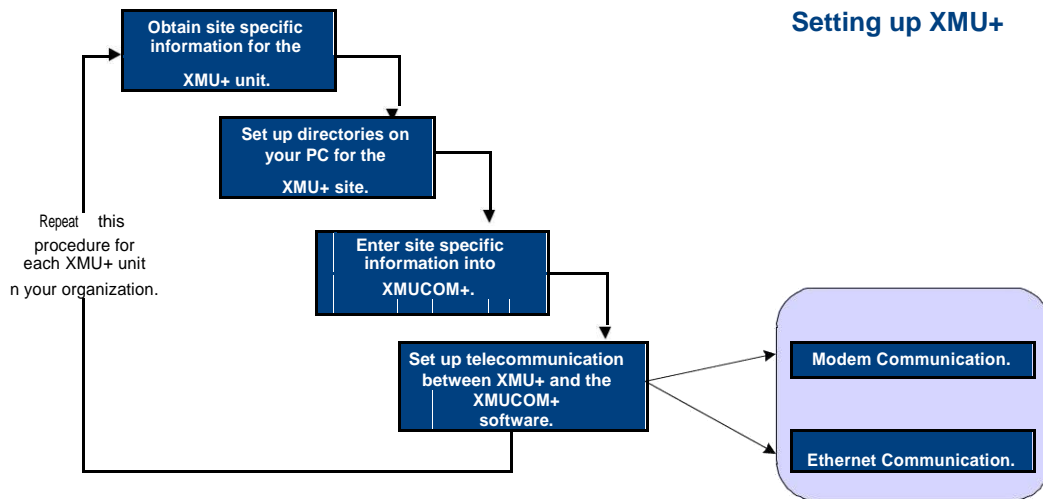 Setting up XMU+
Obtain site specific
information for the
XMU+ unit.
Set up directories on
your PC for the
XMU+ site.
Enter site specific
information into
XMUCOM+.
Set up telecommunication
between XMU+ and the
XMUCOM+
software.
Modem Communication.
Ethernet Communication.
Repeat this
procedure for
each XMU+ unit
n your organization.